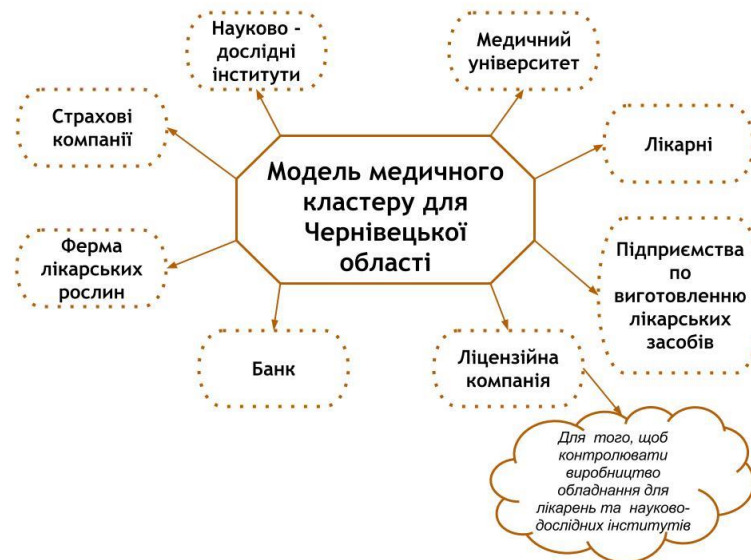 Науково -
дослідні
інститути
Медичний
університет
Страхові
компанії
Лікарні
Модель медичного
кластеру для
Чернівецької
області
Ферма
лікарських
рослин
Підприємства
по
виготовленню
лікарських
засобів
Банк
Ліцензійна
компанія
Для того, щоб
контролювати
виробництво
обладнання для
лікарень та науково-
дослідних інститутів